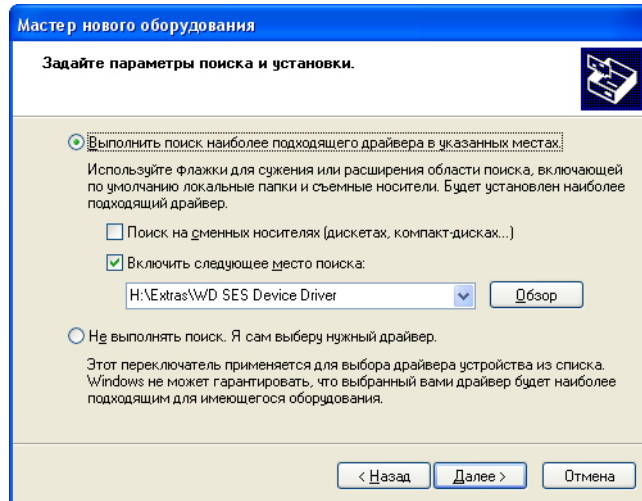 Мастер нового оборудования
Задайте параметры поиска и установки.
Выполнить поиск наиболее подходящего драйвера в указанных местах.
Используйте флажки для сужения или расширения области поиска, включающей
по умолчанию локальные папки и съемные носители. Будет установлен наиболее
подходящий драйвер.
Поиск на сменных носителях (дискетах, компакт-дисках...)
Включить следующее место поиска:
H:\Extras\WD SES Device Driver
Обзор
Не выполнять поиск. Я сам выберу нужный драйвер.
Этот переключатель применяется для выбора драйвера устройства из списка.
Windows не может гарантировать, что выбранный вами драйвер будет наиболее
подходящим для имеющегося оборудования.
< Назад Далее > Отмена